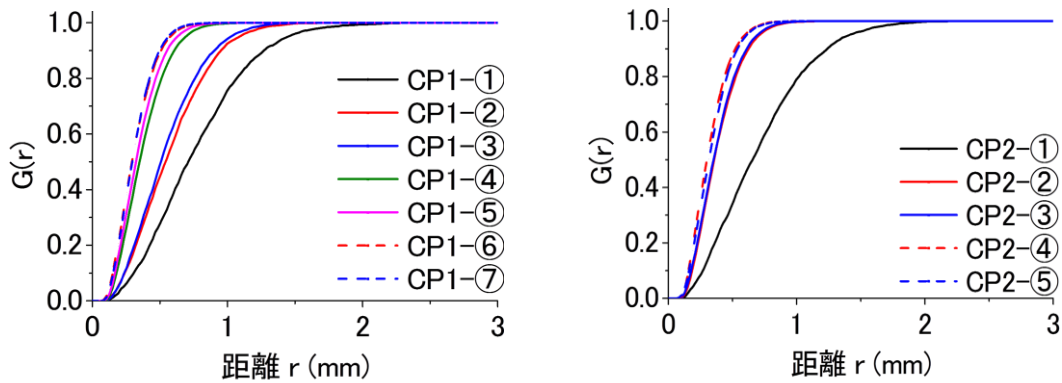 G(r)
1.0
0.8
0.6
0.4
0.2
0.0
0
1
2
3
距離 r (mm)
CP1-①
CP1-②
CP1-③
CP1-④
CP1-⑤
CP1-⑥
CP1-⑦
G(r)
1.0
0.8
0.6
0.4
0.2
0.0
0
1
2
3
距離 r (mm)
CP2-①
CP2-②
CP2-③
CP2-④
CP2-⑤